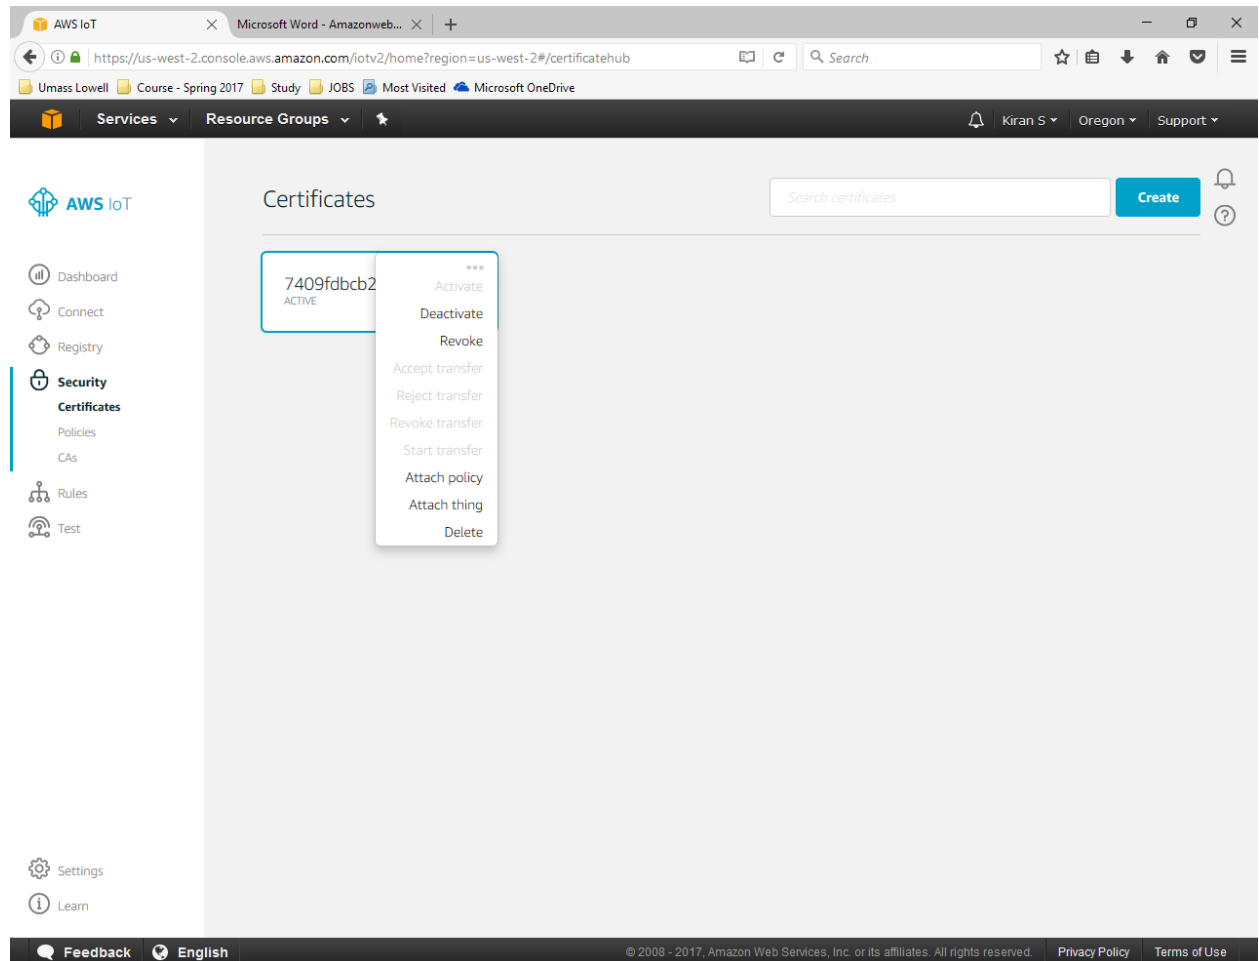 AWS IoT
Microsoft Word - Amazonweb...
https://us-west-2.console.aws.amazon.com/iotv2/home?region=us-west-2#/certificatehub
Search
Umass Lowell Course - Spring 2017 Study JOBS Most Visited Microsoft OneDrive
Services Resource Groups Kiran S Oregon Support
AWS IoT
Certificates
Search certificates
Create
Dashboard
Connect
Registry
Security
Certificates
Policies
CAs
Rules
Test
7409fdbcb2
ACTIVE
Activate
Deactivate
Revoke
Accept transfer
Reject transfer
Revoke transfer
Start transfer
Attach policy
Attach thing
Delete
Settings
Learn
Feedback English © 2008 - 2017, Amazon Web Services, Inc. or its affiliates. All rights reserved. Privacy Policy Terms of Use